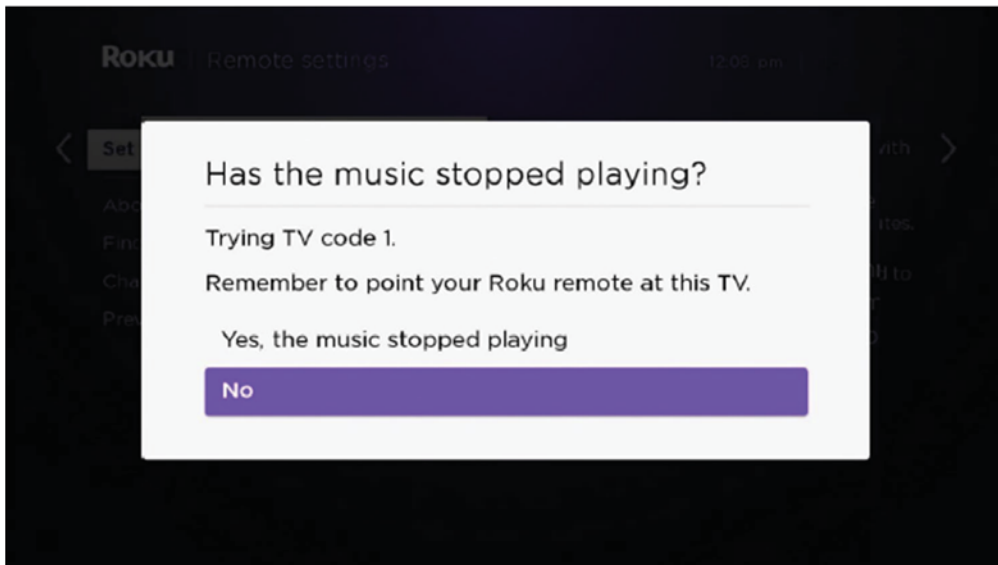 Roku Remote settings 12:08 pm
Has the music stopped playing?
Set
Trying TV code 1.
Remember to point your Roku remote at this TV.
Yes, the music stopped playing
No